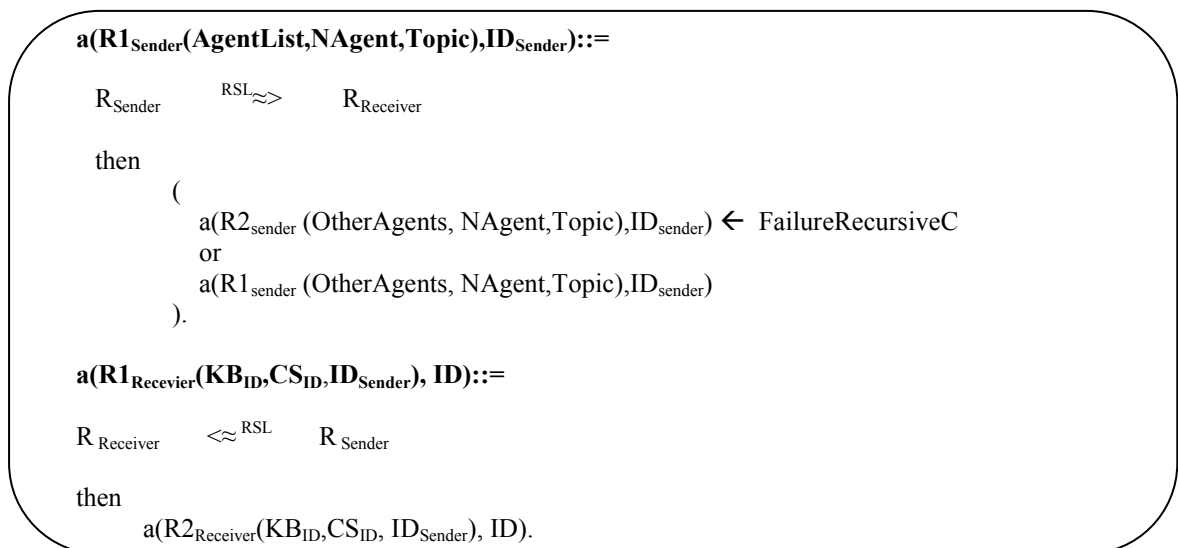 a(R1Sender(AgentList,NAgent,Topic),IDSender)::=
RSender RSL≈> RReceiver
then
(
a(R2sender (OtherAgents, NAgent,Topic),IDsender) ← FailureRecursiveC
or
a(R1sender (OtherAgents, NAgent,Topic),IDsender)
).
a(R1Recevier(KBID,CSID,IDSender), ID)::=
R Receiver <≈ RSL R Sender
then
a(R2Receiver(KBID,CSID, IDSender), ID).